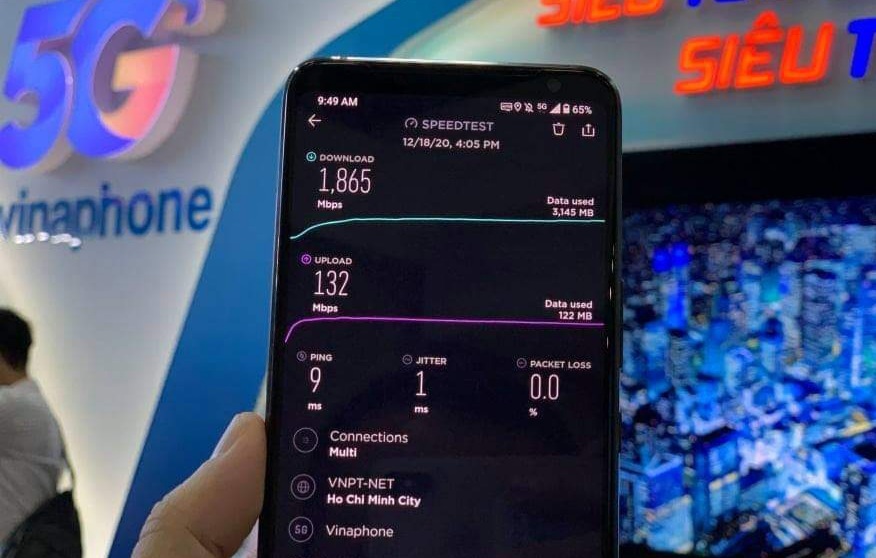 5G
vinaphone
SIÊU
SIÊU T
9:49 AM
5G
65%
SPEEDTEST
12/18/20, 4:05 PM
DOWNLOAD
1,865
Mbps
Data used
3,145 MB
UPLOAD
132
Mbps
Data used
122 MB
PING
9
ms
JITTER
1
ms
PACKET LOSS
0.0
%
Connections
Multi
VNPT-NET
Ho Chi Minh City
5G
Vinaphone